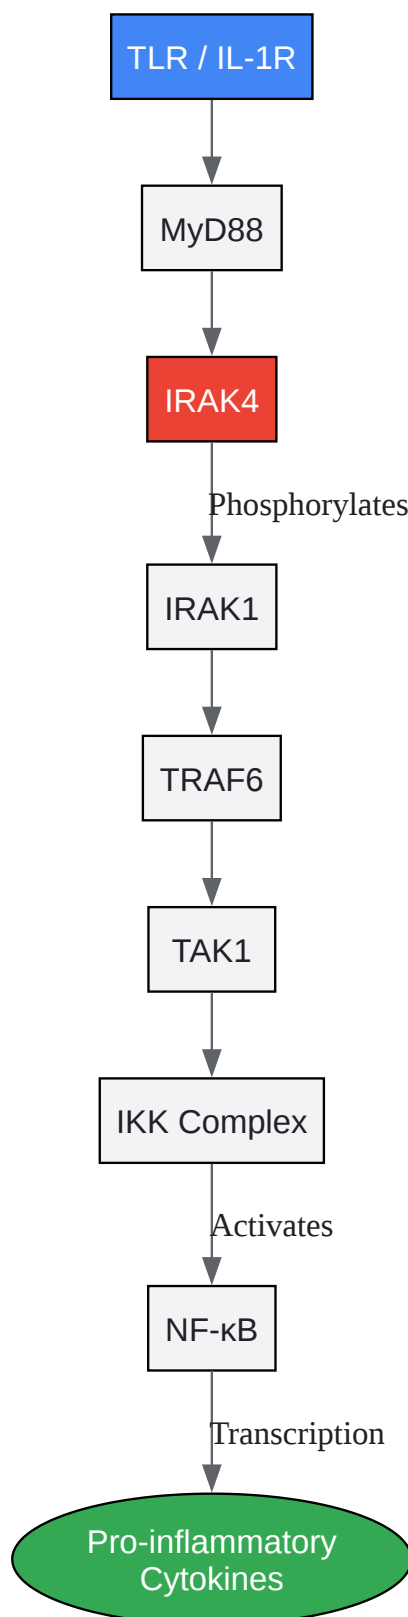 TLR / IL-1R
MyD88
IRAK4
Phosphorylates
IRAK1
TRAF6
TAK1
IKK Complex
Activates
NF-κB
Transcription
Pro-inflammatory
Cytokines